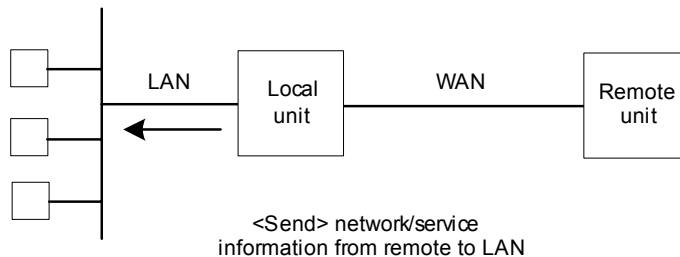 LAN
Local
unit
WAN
Remote
unit
<Send> network/service
information from remote to LAN